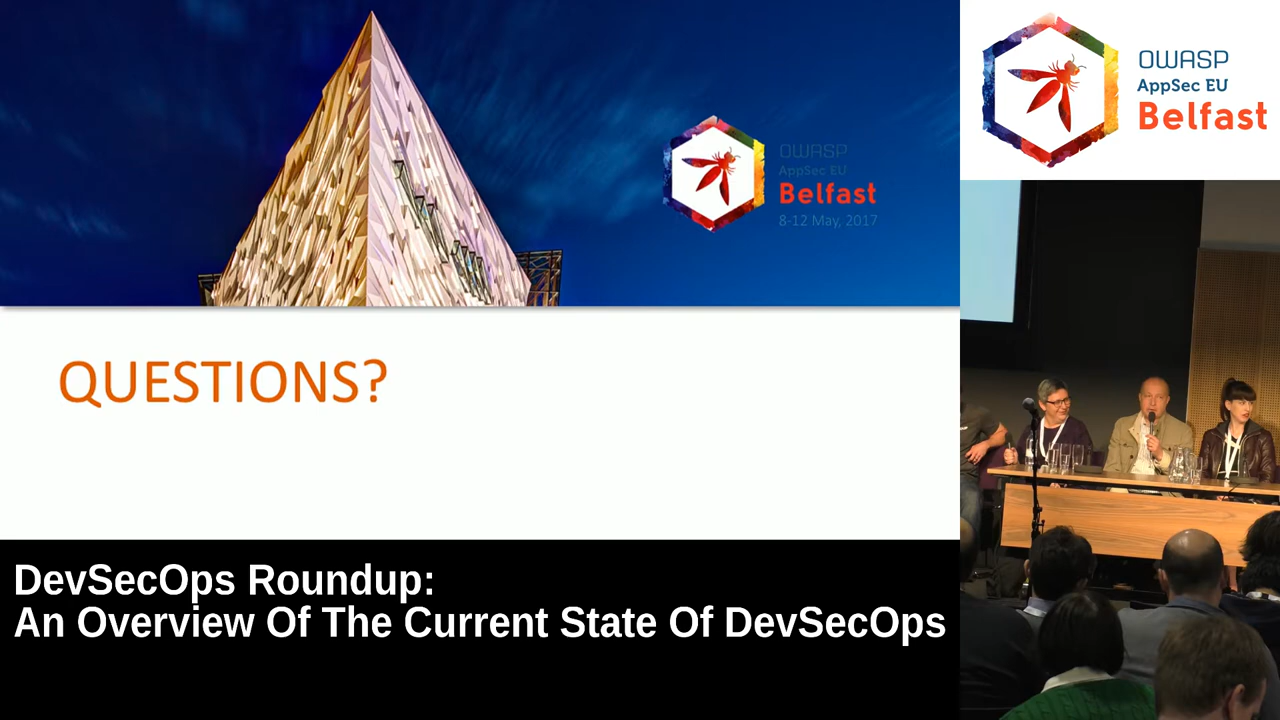 OWASP
AppSec EU
Belfast
8-12 May, 2017
QUESTIONS?
DevSecOps Roundup:
An Overview Of The Current State Of DevSecOps
OWASP
AppSec EU
Belfast